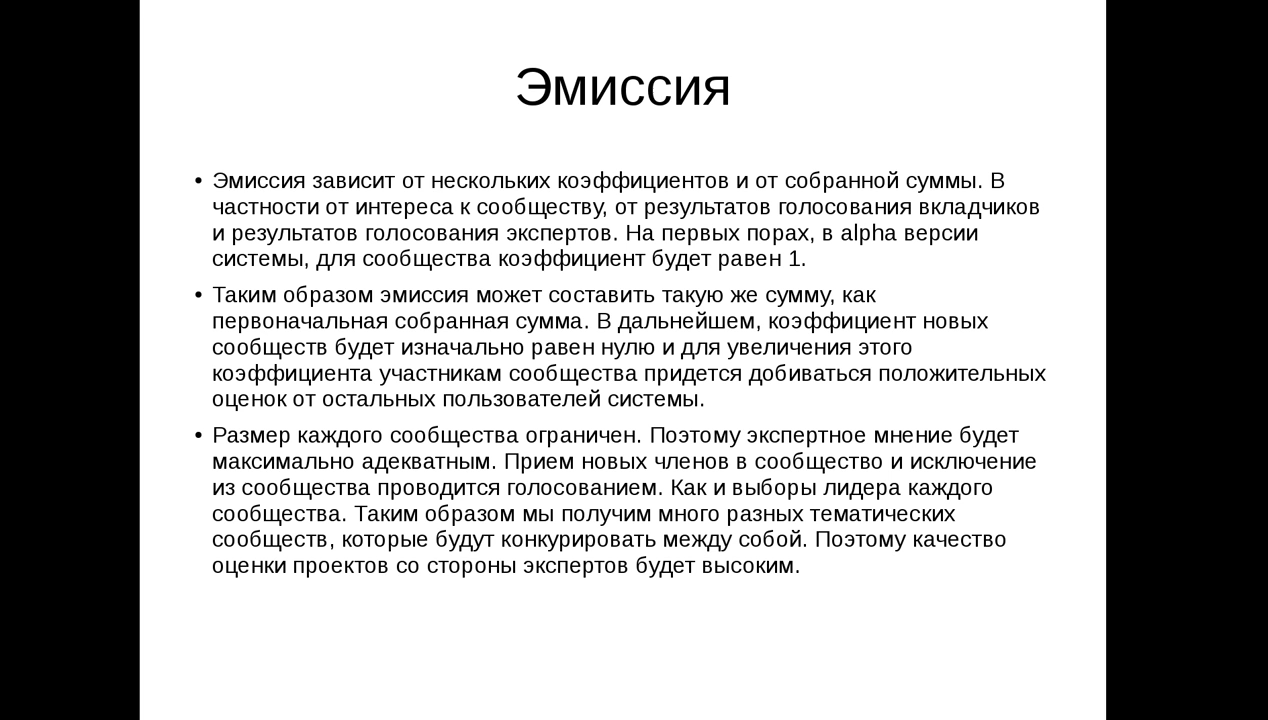 Эмиссия
• Эмиссия зависит от нескольких коэффициентов и от собранной суммы. В
частности от интереса к сообществу, от результатов голосования вкладчиков
и результатов голосования экспертов. На первых порах, в alpha версии
системы, для сообщества коэффициент будет равен 1.
• Таким образом эмиссия может составить такую же сумму, как
первоначальная собранная сумма. В дальнейшем, коэффициент новых
сообществ будет изначально равен нулю и для увеличения этого
коэффициента участникам сообщества придется добиваться положительных
оценок от остальных пользователей системы.
• Размер каждого сообщества ограничен. Поэтому экспертное мнение будет
максимально адекватным. Прием новых членов в сообщество и исключение
из сообщества проводится голосованием. Как и выборы лидера каждого
сообщества. Таким образом мы получим много разных тематических
сообществ, которые будут конкурировать между собой. Поэтому качество
оценки проектов со стороны экспертов будет высоким.